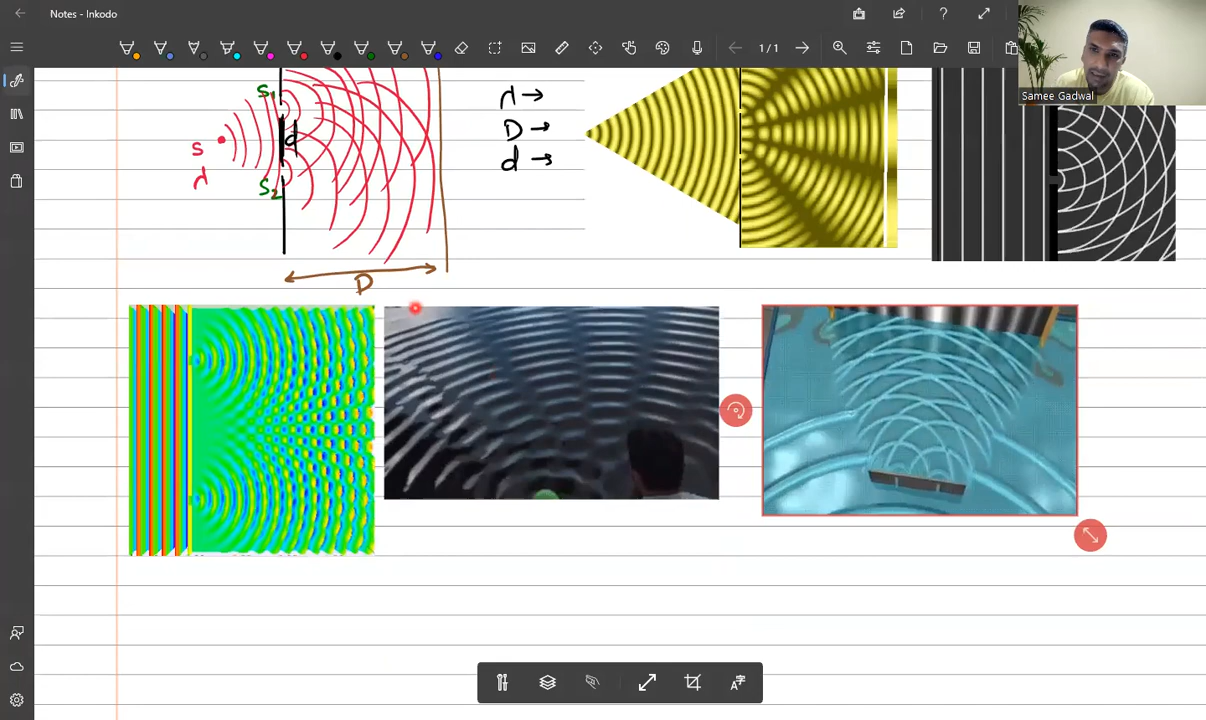 Notes - Inkodo
1 / 1
Samee Gadwal
S₁
S
λ
d
S₂
D
λ →
D →
d →